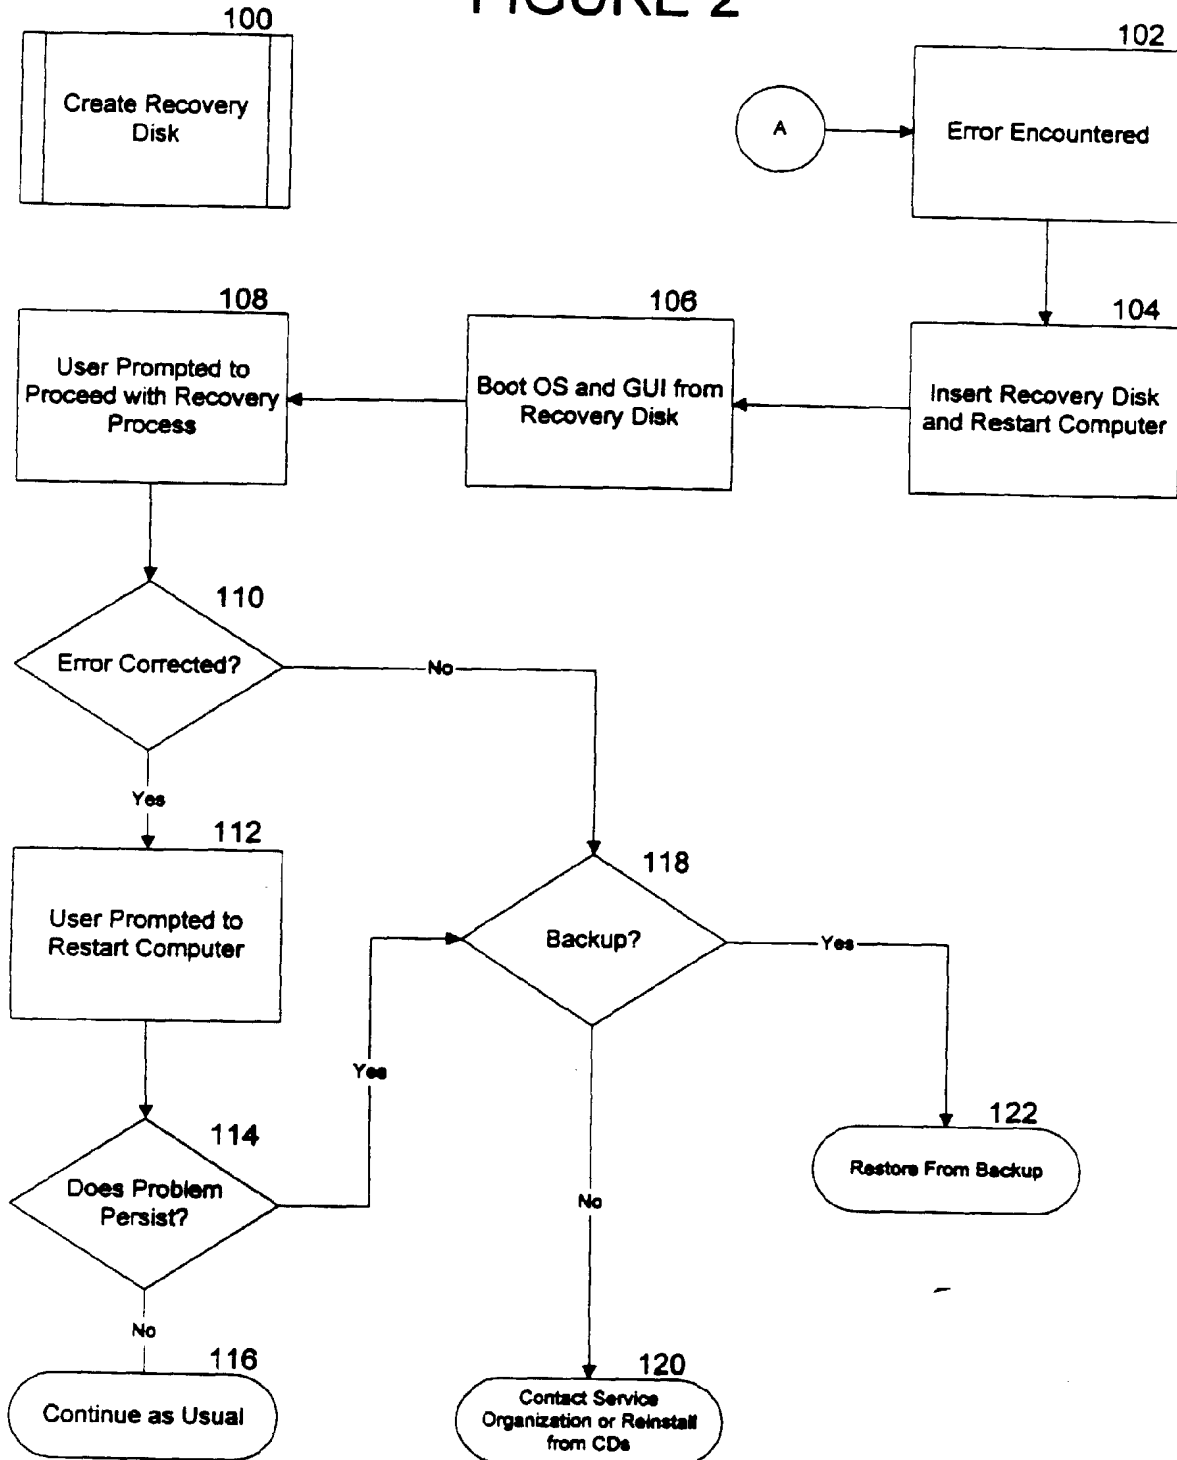 FIGURE 2
100
Create Recovery
Disk
A
102
Error Encountered
108
User Prompted to
Proceed with Recovery
Process
106
Boot OS and GUI from
Recovery Disk
104
Insert Recovery Disk
and Restart Computer
110
Error Corrected?
No
Yes
112
User Prompted to
Restart Computer
118
Backup?
Yes
Yes
114
Does Problem
Persist?
122
Restore From Backup
No
No
116
Continue as Usual
120
Contact Service
Organization or Reinstall
from CDs